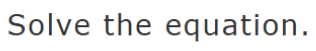 Solve the equation.